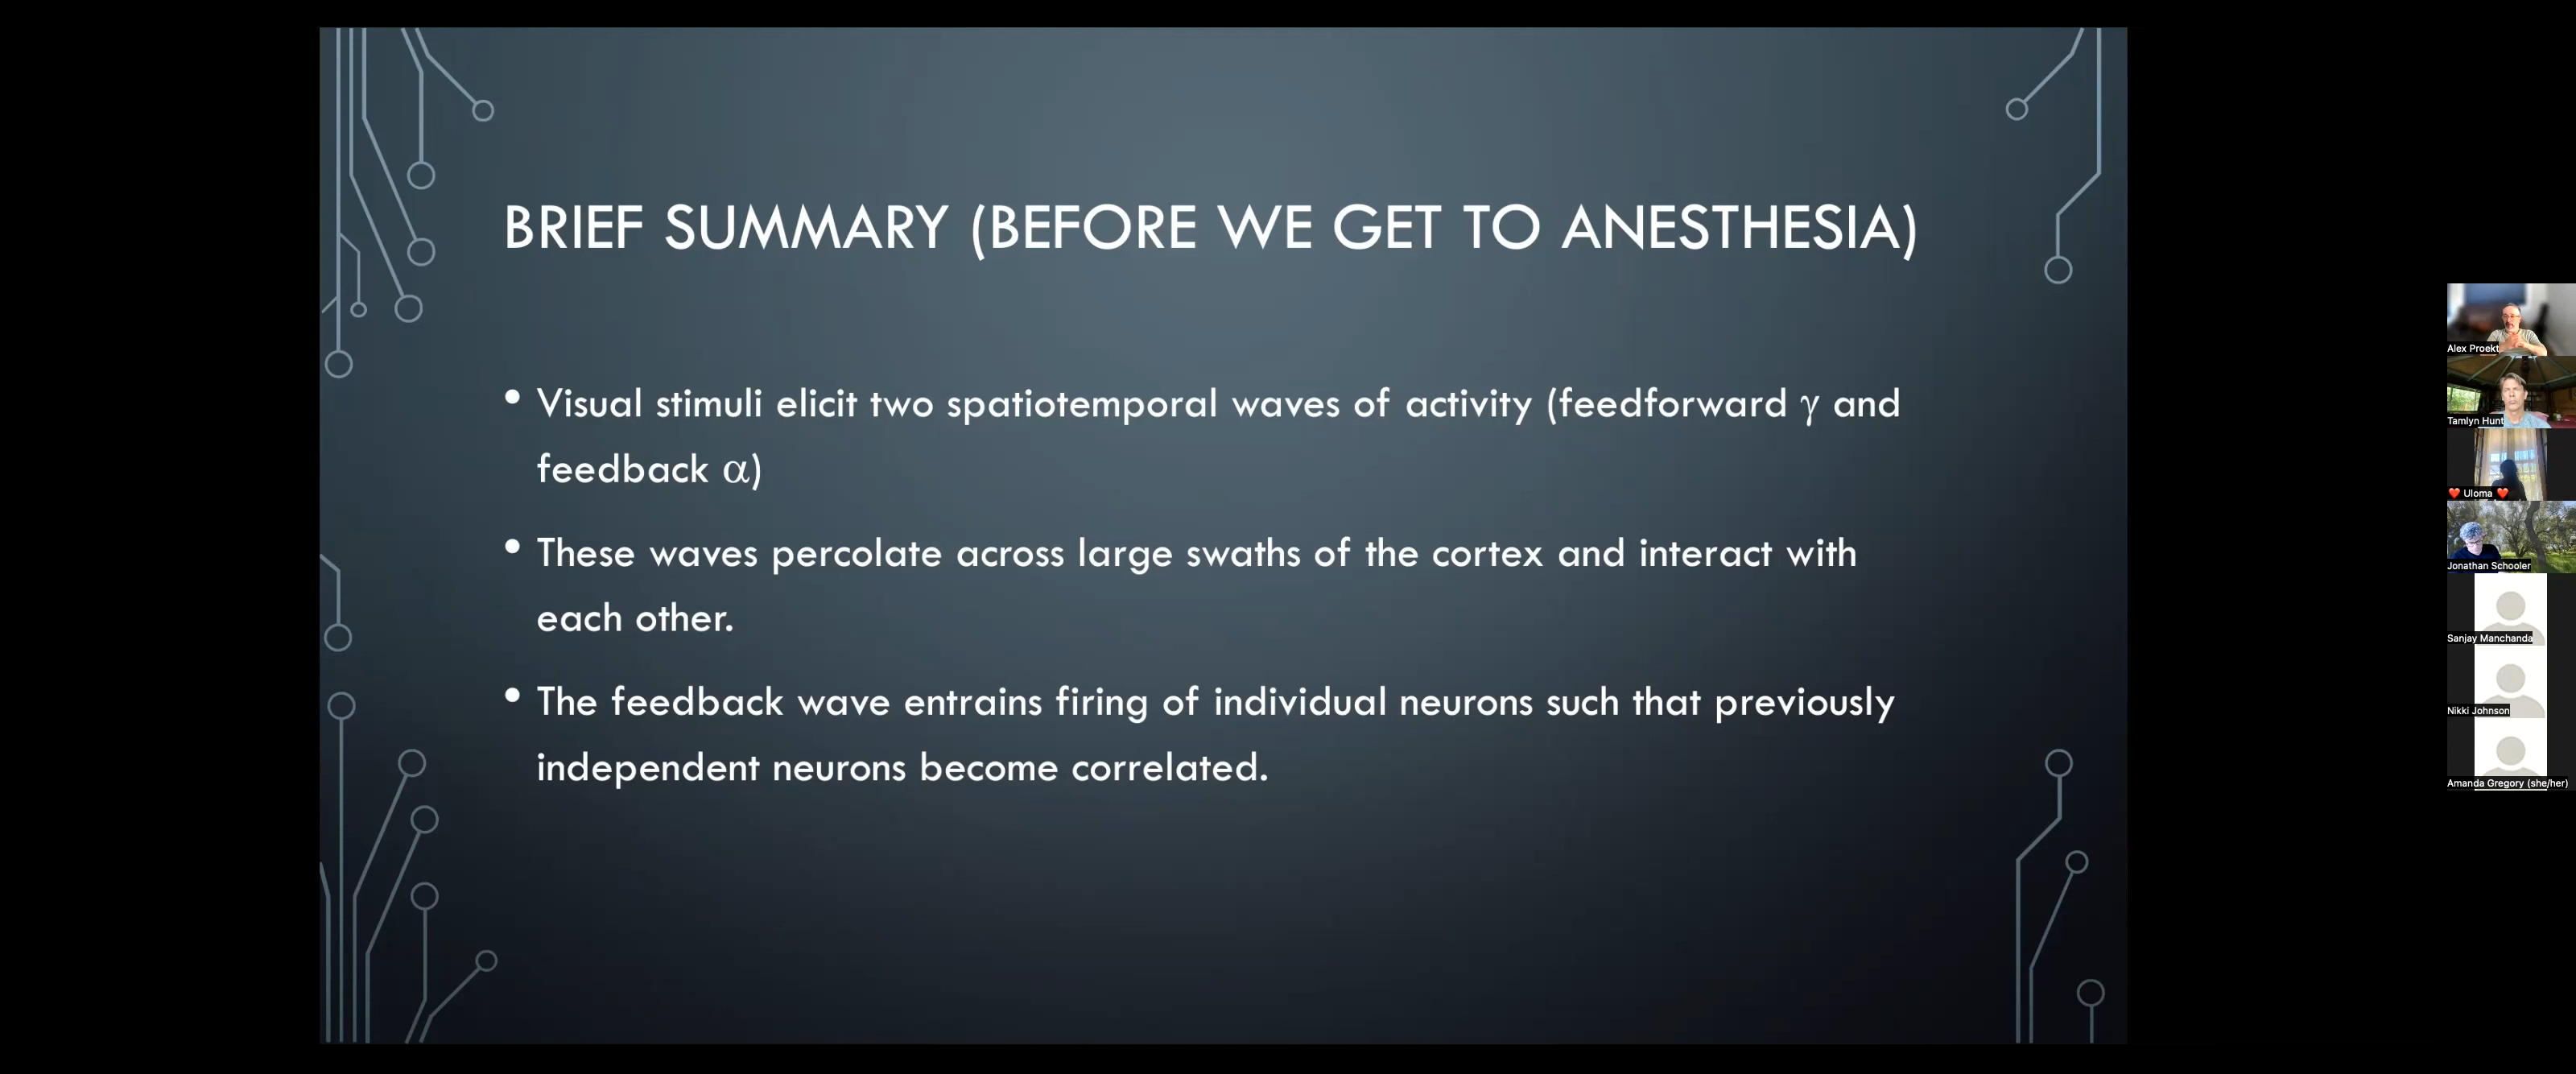 BRIEF SUMMARY (BEFORE WE GET TO ANESTHESIA)
• Visual stimuli elicit two spatiotemporal waves of activity (feedforward γ and
feedback α)
• These waves percolate across large swaths of the cortex and interact with
each other.
• The feedback wave entrains firing of individual neurons such that previously
independent neurons become correlated.
Alex Proekt
Tamlyn Hunt
❤️ Uloma ❤️
Jonathan Schooler
Sanjay Manchanda
Nikki Johnson
Amanda Gregory (she/her)